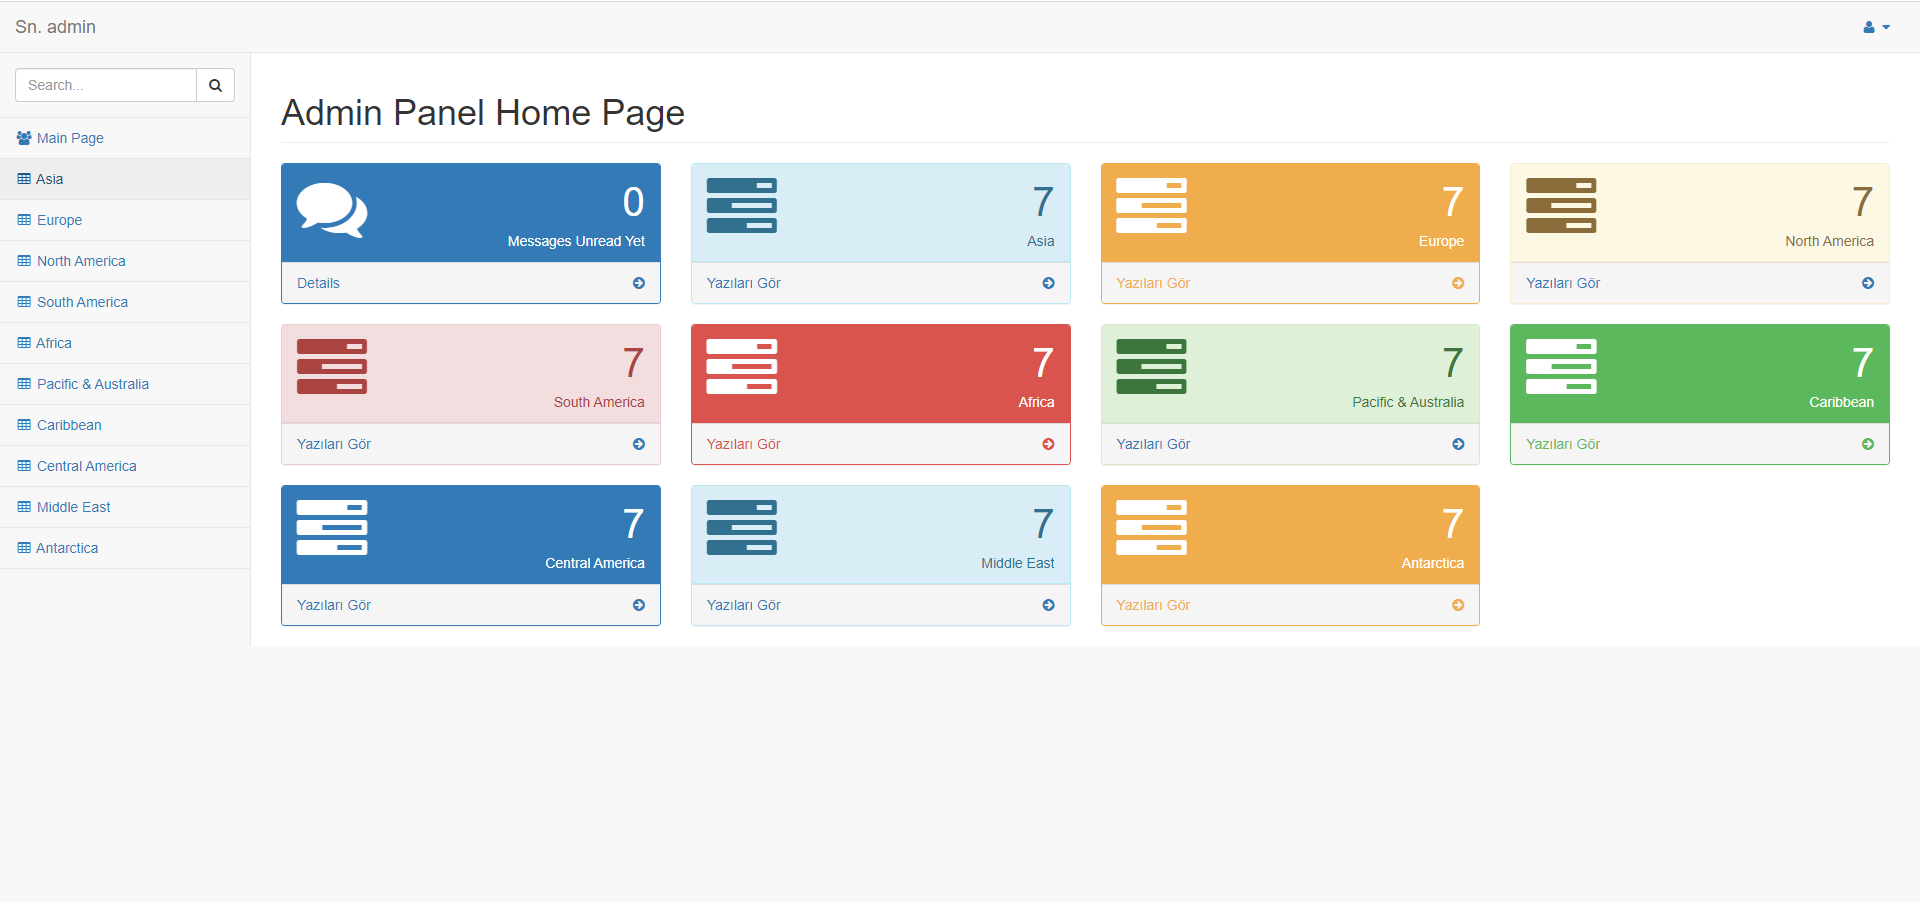 Sn. admin
Search...
Main Page
Asia
Europe
North America
South America
Africa
Pacific & Australia
Caribbean
Central America
Middle East
Antarctica
Admin Panel Home Page
0
Messages Unread Yet
Details
7
Asia
Yazıları Gör
7
Europe
Yazıları Gör
7
North America
Yazıları Gör
7
South America
Yazıları Gör
7
Africa
Yazıları Gör
7
Pacific & Australia
Yazıları Gör
7
Caribbean
Yazıları Gör
7
Central America
Yazıları Gör
7
Middle East
Yazıları Gör
7
Antarctica
Yazıları Gör